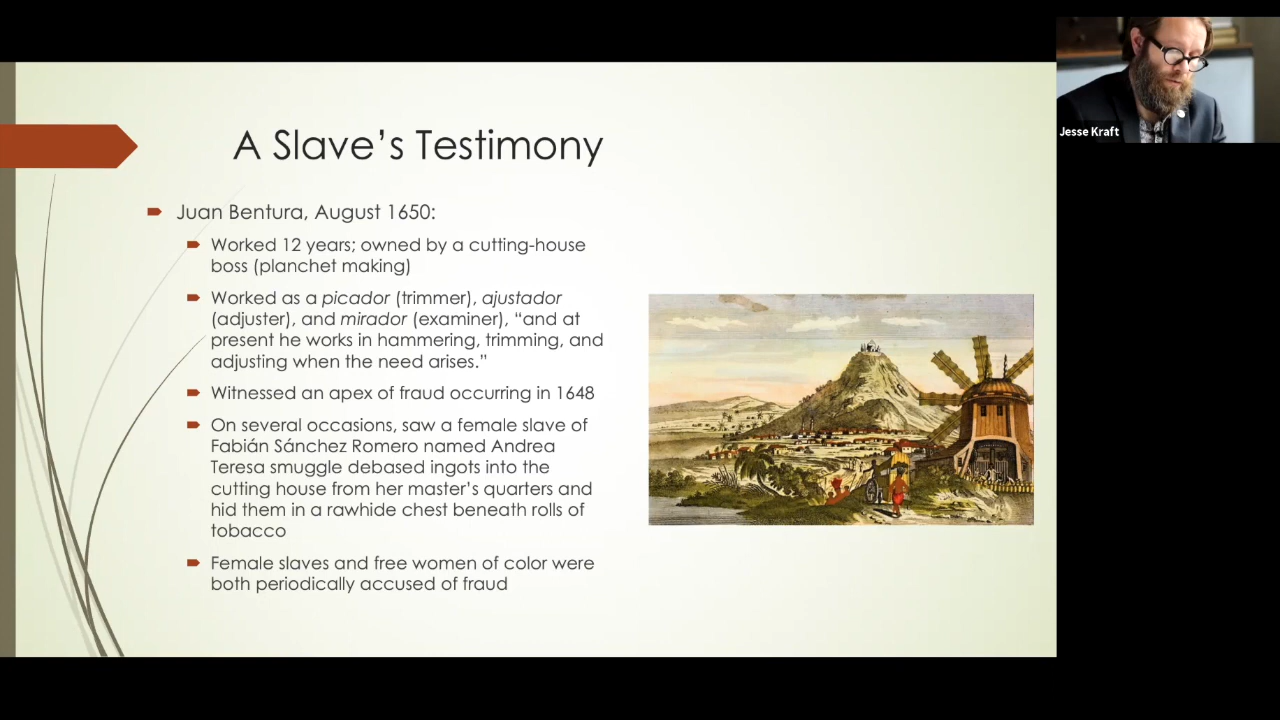 A Slave’s Testimony
Juan Bentura, August 1650:
Worked 12 years; owned by a cutting-house
boss (planchet making)
Worked as a picador (trimmer), ajustador
(adjuster), and mirador (examiner), “and at
present he works in hammering, trimming, and
adjusting when the need arises.”
Witnessed an apex of fraud occurring in 1648
On several occasions, saw a female slave of
Fabián Sánchez Romero named Andrea
Teresa smuggle debased ingots into the
cutting house from her master’s quarters and
hid them in a rawhide chest beneath rolls of
tobacco
Female slaves and free women of color were
both periodically accused of fraud
Jesse Kraft